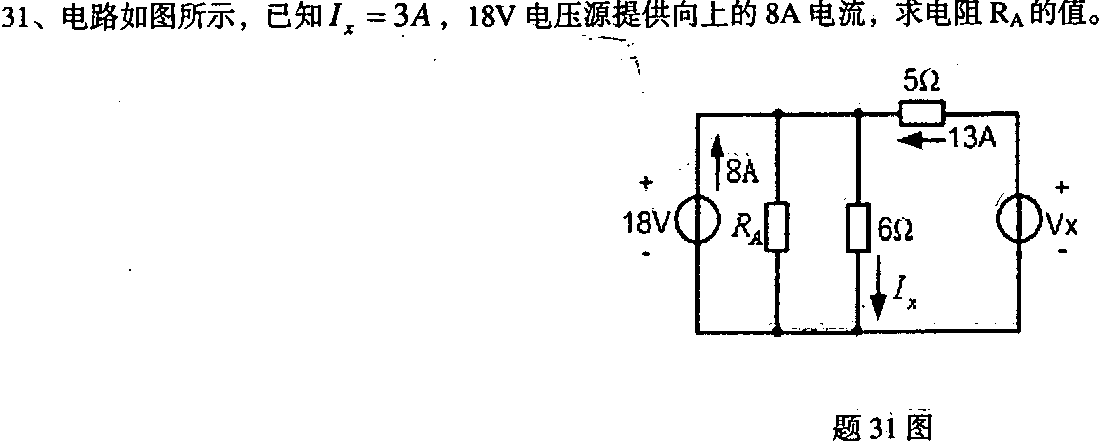 31、电路如图所示，已知 I_x = 3A，18V 电压源提供向上的 8A 电流，求电阻 R_A 的值。
5Ω
13A
8A
+
+
18V
R_A
6Ω
Vx
-
-
I_x
题 31 图